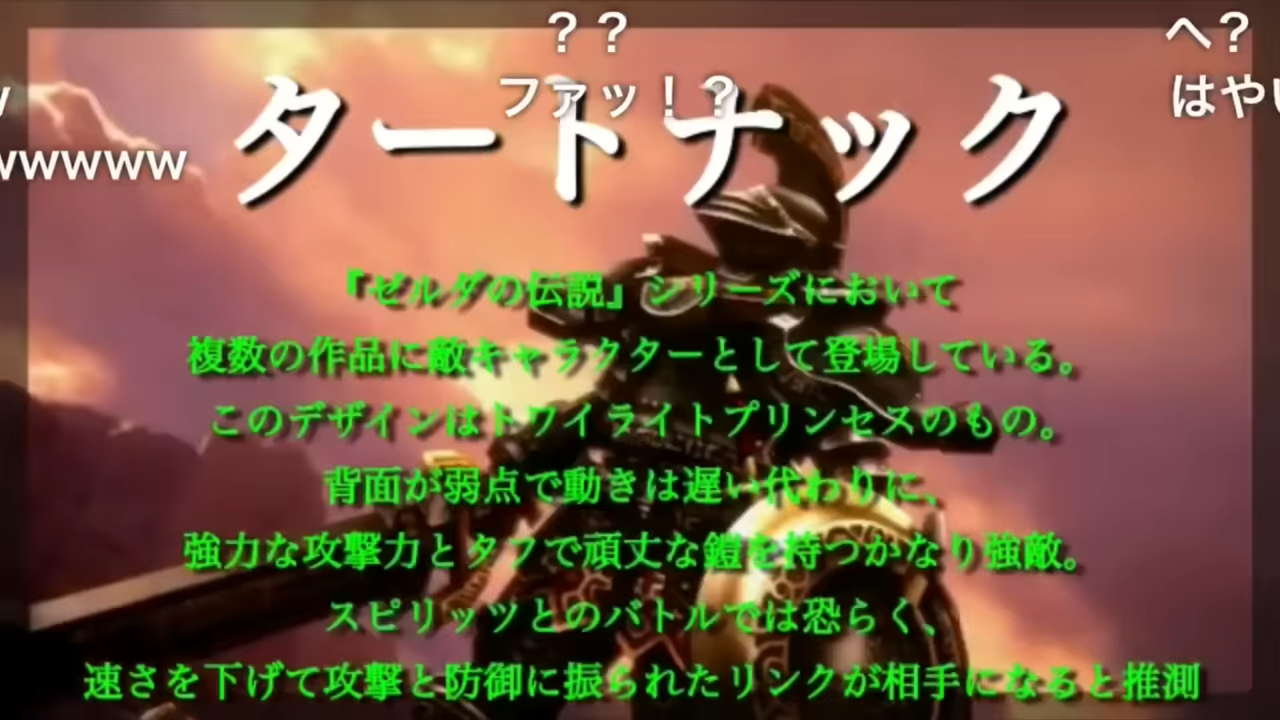 ？？
へ？
ファッ！？
はやい
wwwww
タートナック
『ゼルダの伝説』シリーズにおいて
複数の作品に敵キャラクターとして登場している。
このデザインはトワイライトプリンセスのもの。
背面が弱点で動きは遅い代わりに、
強力な攻撃力とタフで頑丈な鎧を持つかなり強敵。
スピリッツとのバトルでは恐らく、
速さを下げて攻撃と防御に振られたリンクが相手になると推測